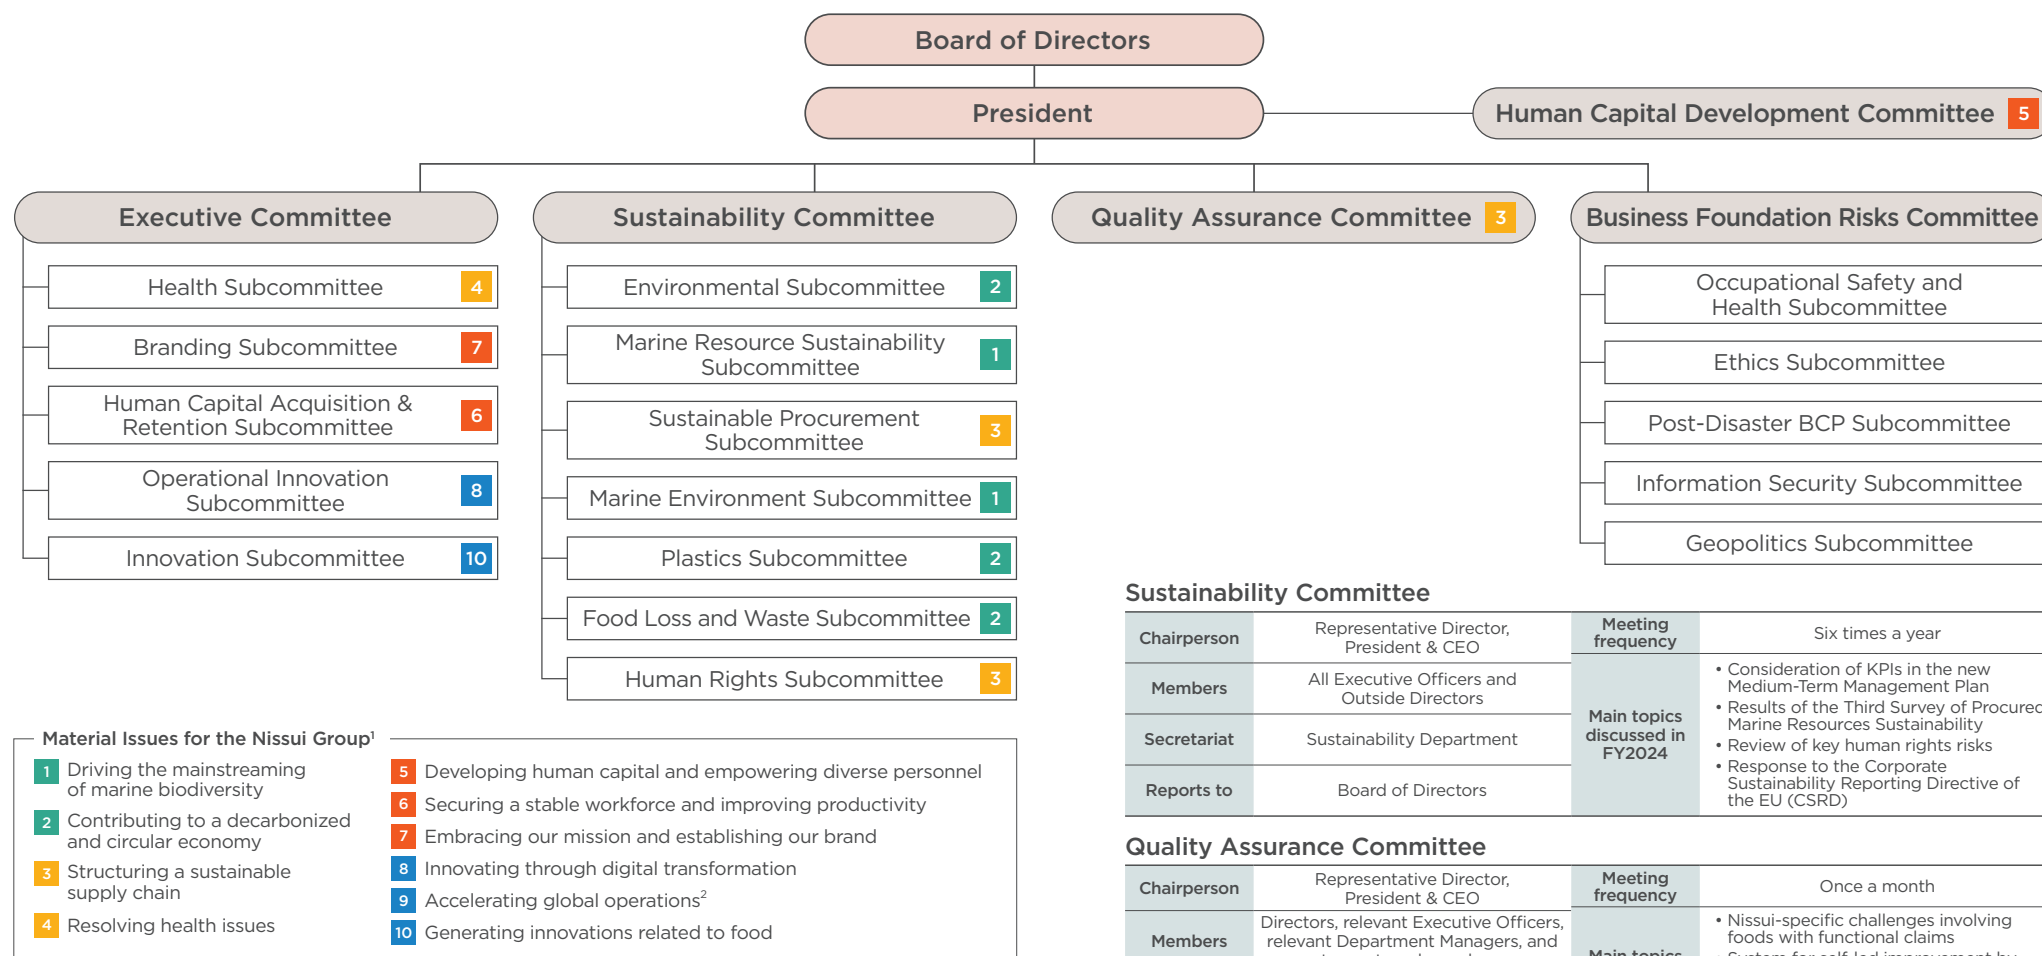 Board of Directors
President
Human Capital Development Committee 5
Executive Committee
Health Subcommittee 4
Branding Subcommittee 7
Human Capital Acquisition &
Retention Subcommittee 6
Operational Innovation
Subcommittee 8
Innovation Subcommittee 10
Sustainability Committee
Environmental Subcommittee 2
Marine Resource Sustainability
Subcommittee 1
Sustainable Procurement
Subcommittee 3
Marine Environment Subcommittee 1
Plastics Subcommittee 2
Food Loss and Waste Subcommittee 2
Human Rights Subcommittee 3
Quality Assurance Committee 3
Business Foundation Risks Committee
Occupational Safety and
Health Subcommittee
Ethics Subcommittee
Post-Disaster BCP Subcommittee
Information Security Subcommittee
Geopolitics Subcommittee
Material Issues for the Nissui Group¹
1 Driving the mainstreaming
of marine biodiversity
2 Contributing to a decarbonized
and circular economy
3 Structuring a sustainable
supply chain
4 Resolving health issues
5 Developing human capital and empowering diverse personnel
6 Securing a stable workforce and improving productivity
7 Embracing our mission and establishing our brand
8 Innovating through digital transformation
9 Accelerating global operations²
10 Generating innovations related to food
Sustainability Committee
Chairperson
Representative Director,
President & CEO
Members
All Executive Officers and
Outside Directors
Secretariat
Sustainability Department
Reports to
Board of Directors
Meeting
frequency
Six times a year
Main topics
discussed in
FY2024
• Consideration of KPIs in the new
Medium-Term Management Plan
• Results of the Third Survey of Procured
Marine Resources Sustainability
• Review of key human rights risks
• Response to the Corporate
Sustainability Reporting Directive of
the EU (CSRD)
Quality Assurance Committee
Chairperson
Representative Director,
President & CEO
Members
Directors, relevant Executive Officers,
relevant Department Managers, and
Meeting
frequency
Once a month
Main topics
• Nissui-specific challenges involving
foods with functional claims
• System for self-led improvement by